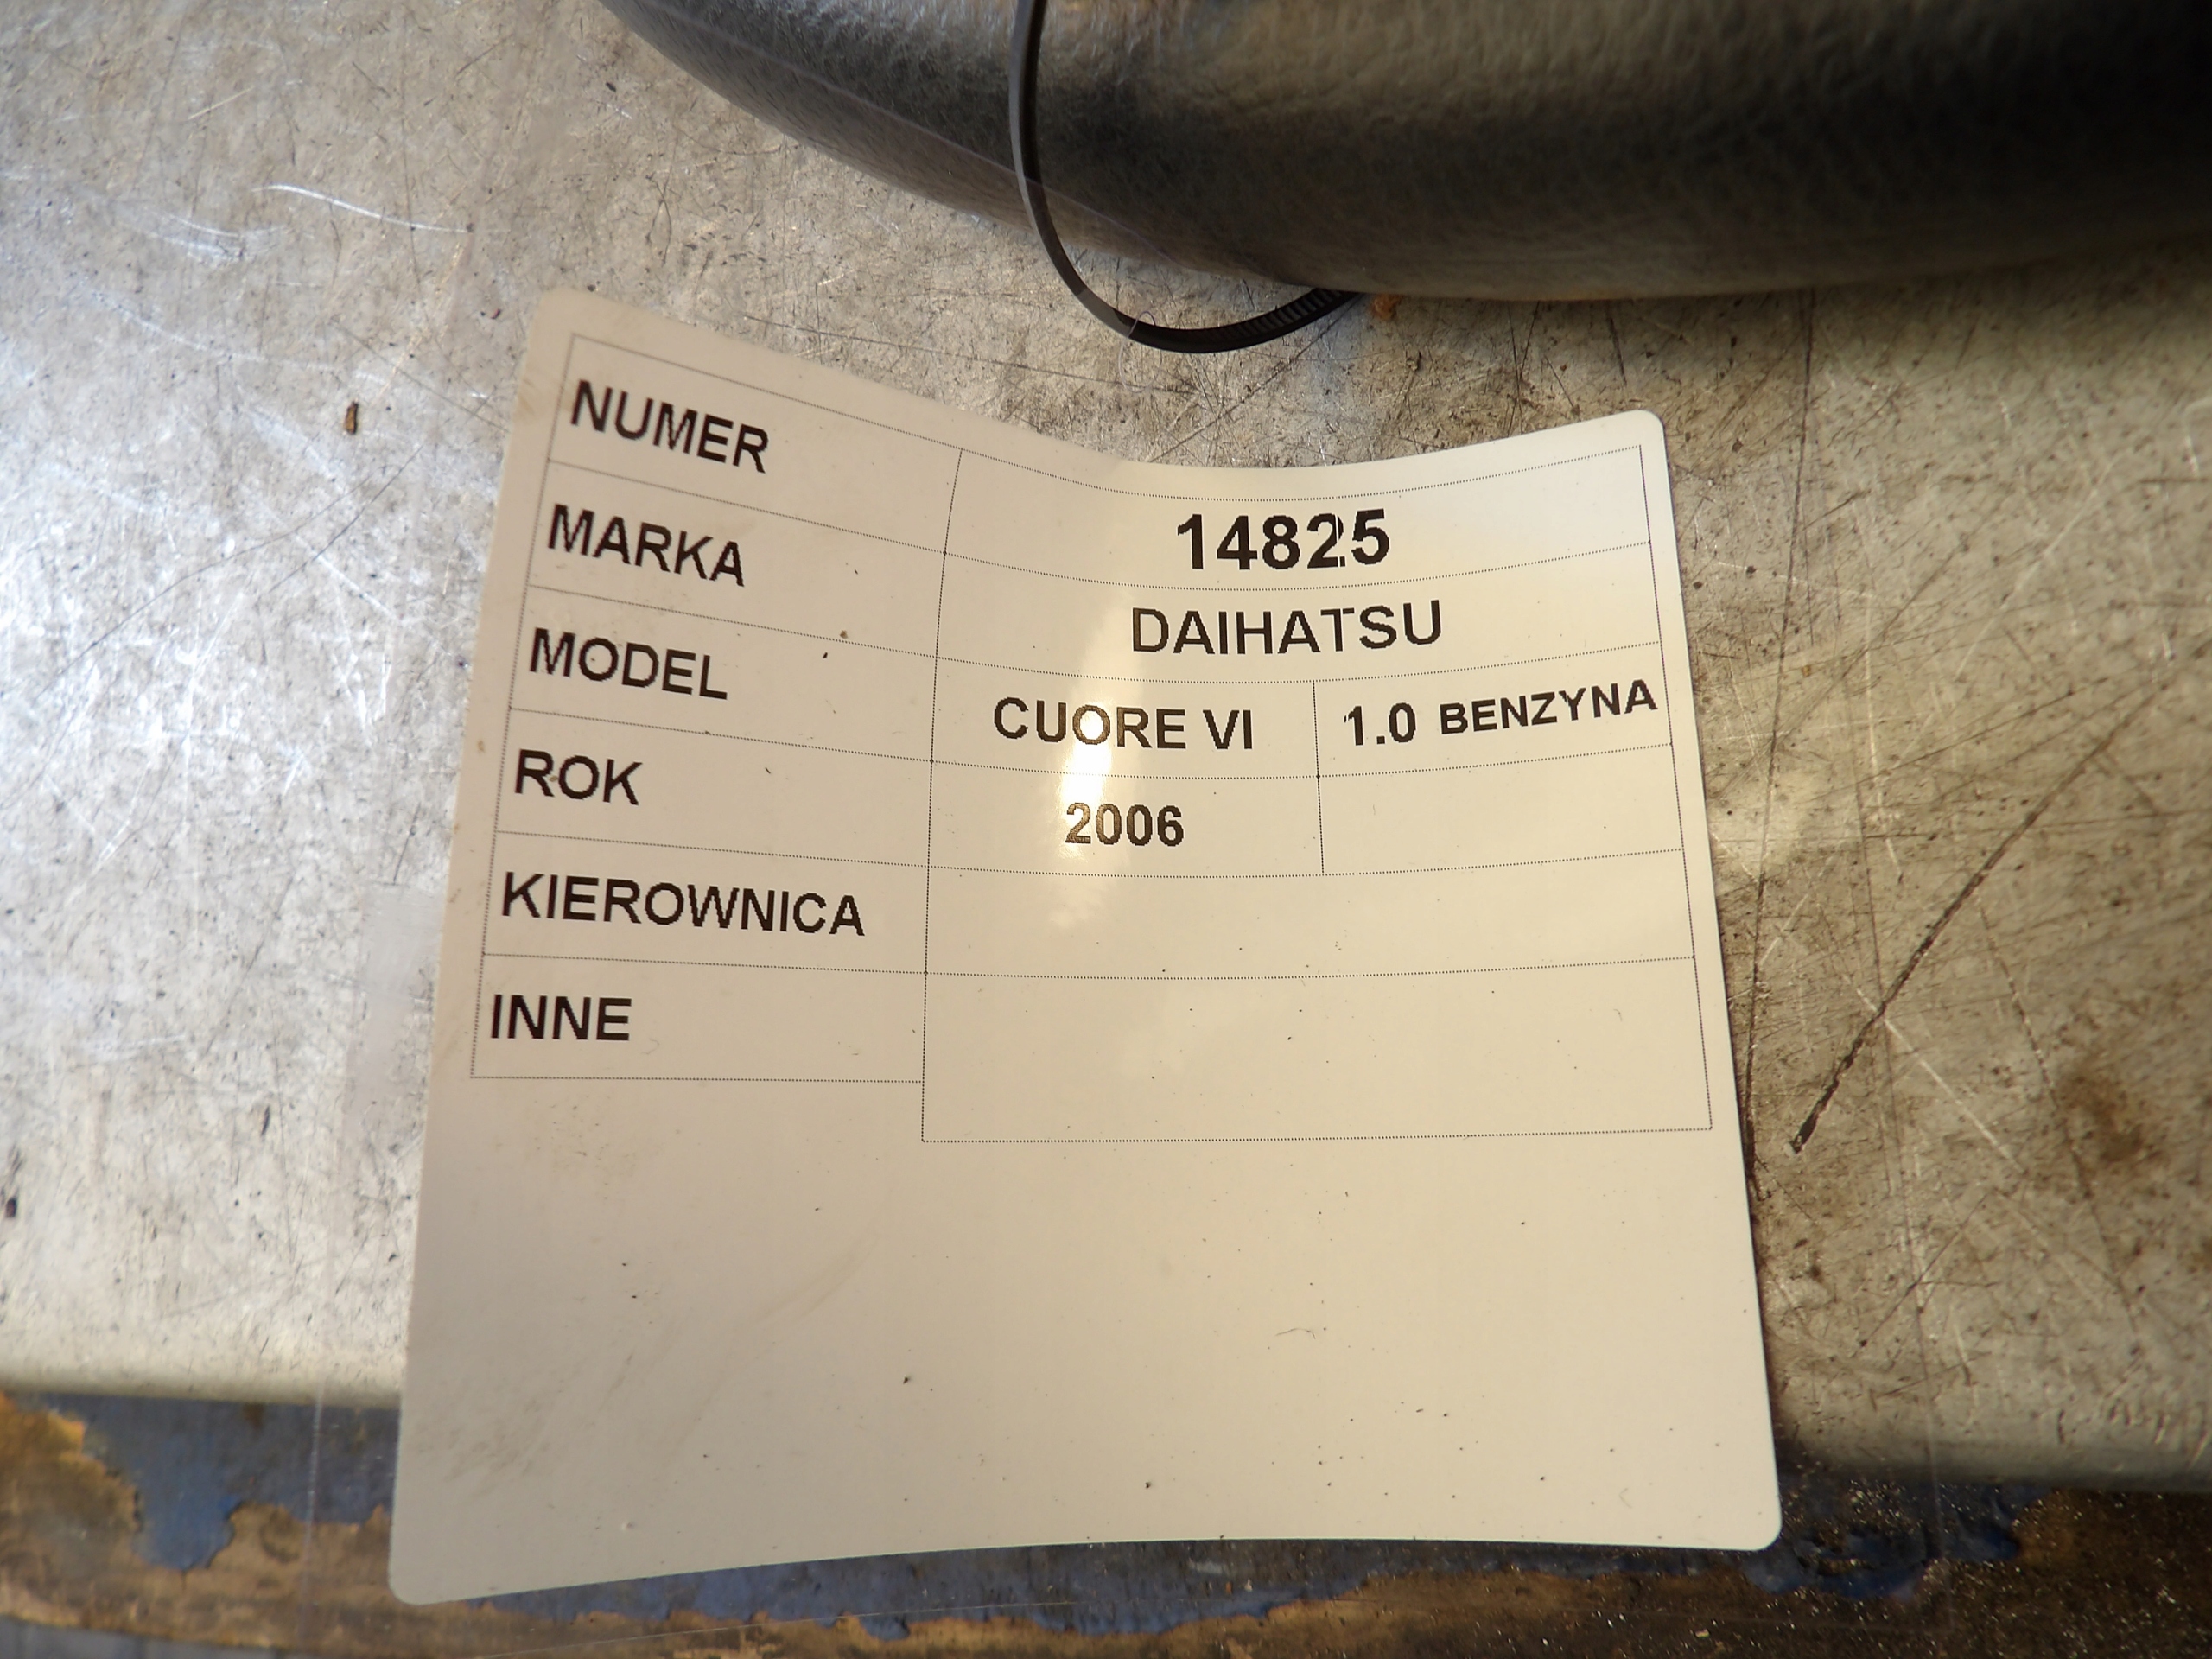 NUMER 14825
MARKA DAIHATSU
MODEL CUORE VI 1.0 BENZYNA
ROK 2006
KIEROWNICA
INNE